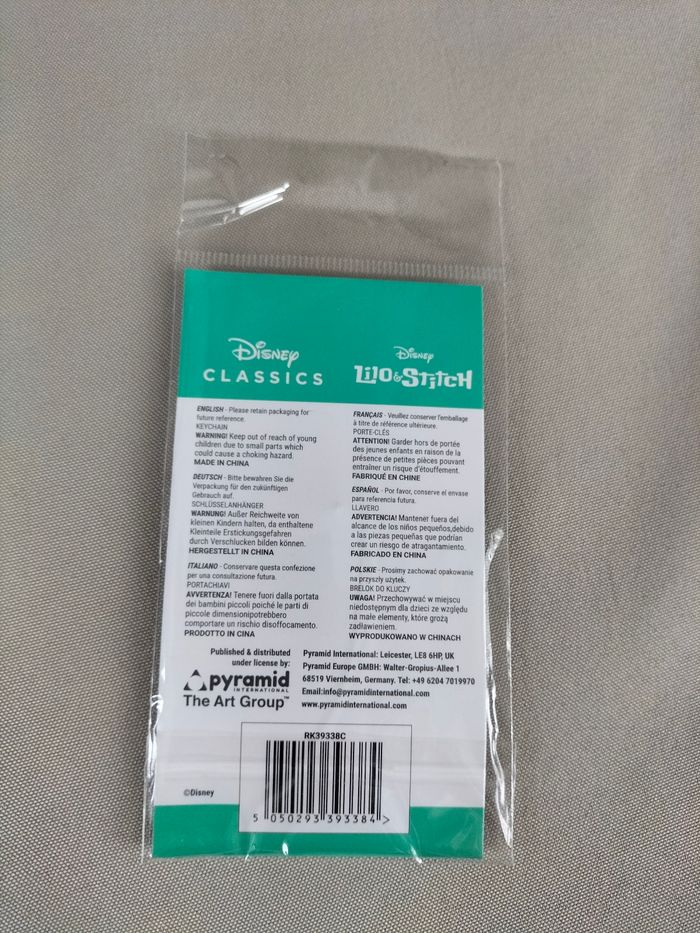 Disney
CLASSICS
Disney
Lilo & Stitch
ENGLISH - Please retain packaging for
future reference.
KEYCHAIN
WARNING! Keep out of reach of young
children due to small parts which
could cause a choking hazard.
MADE IN CHINA
DEUTSCH - Bitte bewahren Sie die
Verpackung für den zukünftigen
Gebrauch auf.
SCHLÜSSELANHÄNGER
WARNUNG! Außer Reichweite von
kleinen Kindern halten, da enthaltene
Kleinteile Erstickungsgefahren
durch Verschlucken bilden können.
HERGESTELLT IN CHINA
ITALIANO - Conservare questa confezione
per una consultazione futura.
PORTACHIAVI
AVVERTENZA! Tenere fuori dalla portata
dei bambini piccoli poiché le parti di
piccole dimensionipotrebbero
comportare un rischio disoffocamento.
PRODOTTO IN CINA
FRANÇAIS - Veuillez conserver l'emballage
à titre de référence ultérieure.
PORTE-CLÉS
ATTENTION! Garder hors de portée
des jeunes enfants en raison de la
présence de petites pièces pouvant
entraîner un risque d'étouffement.
FABRIQUÉ EN CHINE
ESPAÑOL - Por favor, conserve el envase
para referencia futura.
LLAVERO
ADVERTENCIA! Mantener fuera del
alcance de los niños pequeños,debido
a las piezas pequeñas que podrían
crear un riesgo de atragantamiento.
FABRICADO EN CHINA
POLSKIE - Prosimy zachować opakowanie
na przyszły użytek.
BRELOK DO KLUCZY
UWAGA! Przechowywać w miejscu
niedostępnym dla dzieci ze względu
na małe elementy, które grożą
zadławieniem.
WYPRODUKOWANO W CHINACH
Published & distributed
under license by:
pyramid
INTERNATIONAL
The Art Group™
Pyramid International: Leicester, LE8 6HP, UK
Pyramid Europe GMBH: Walter-Gropius-Allee 1
68519 Viernheim, Germany. Tel: +49 6204 7019970
Email:info@pyramidinternational.com
www.pyramidinternational.com
RK39338C
5 050293 393384 >
©Disney